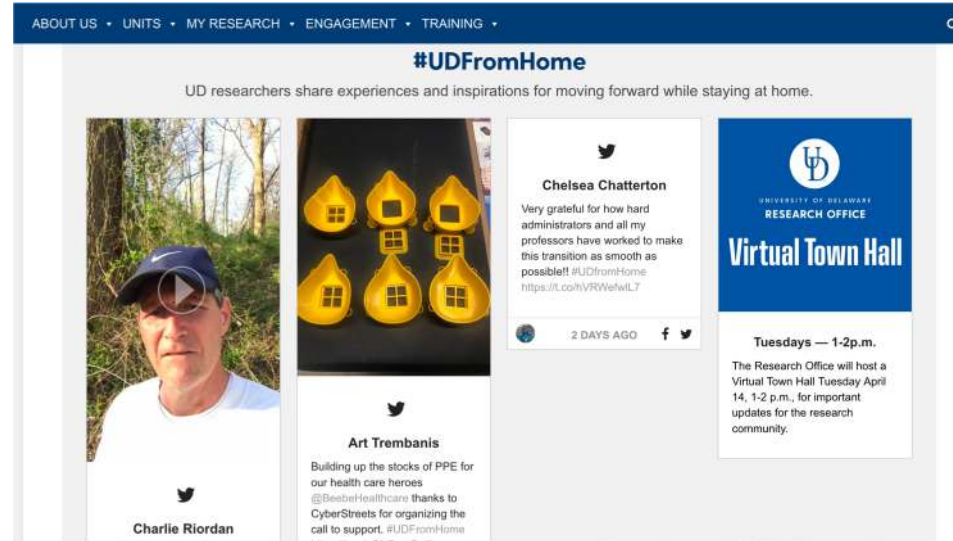 ABOUT US • UNITS • MY RESEARCH • ENGAGEMENT • TRAINING •
#UDFromHome
UD researchers share experiences and inspirations for moving forward while staying at home.
Charlie Riordan
Art Trembanis
Building up the stocks of PPE for
our health care heroes
@BeebeHealthcare thanks to
CyberStreets for organizing the
call to support. #UDFromHome
Chelsea Chatterton
Very grateful for how hard
administrators and all my
professors have worked to make
this transition as smooth as
possible!! #UDfromHome
2 DAYS AGO
UD
UNIVERSITY OF DELAWARE
RESEARCH OFFICE
Virtual Town Hall
Tuesdays — 1-2p.m.
The Research Office will host a
Virtual Town Hall Tuesday April
14, 1-2 p.m., for important
updates for the research
community.